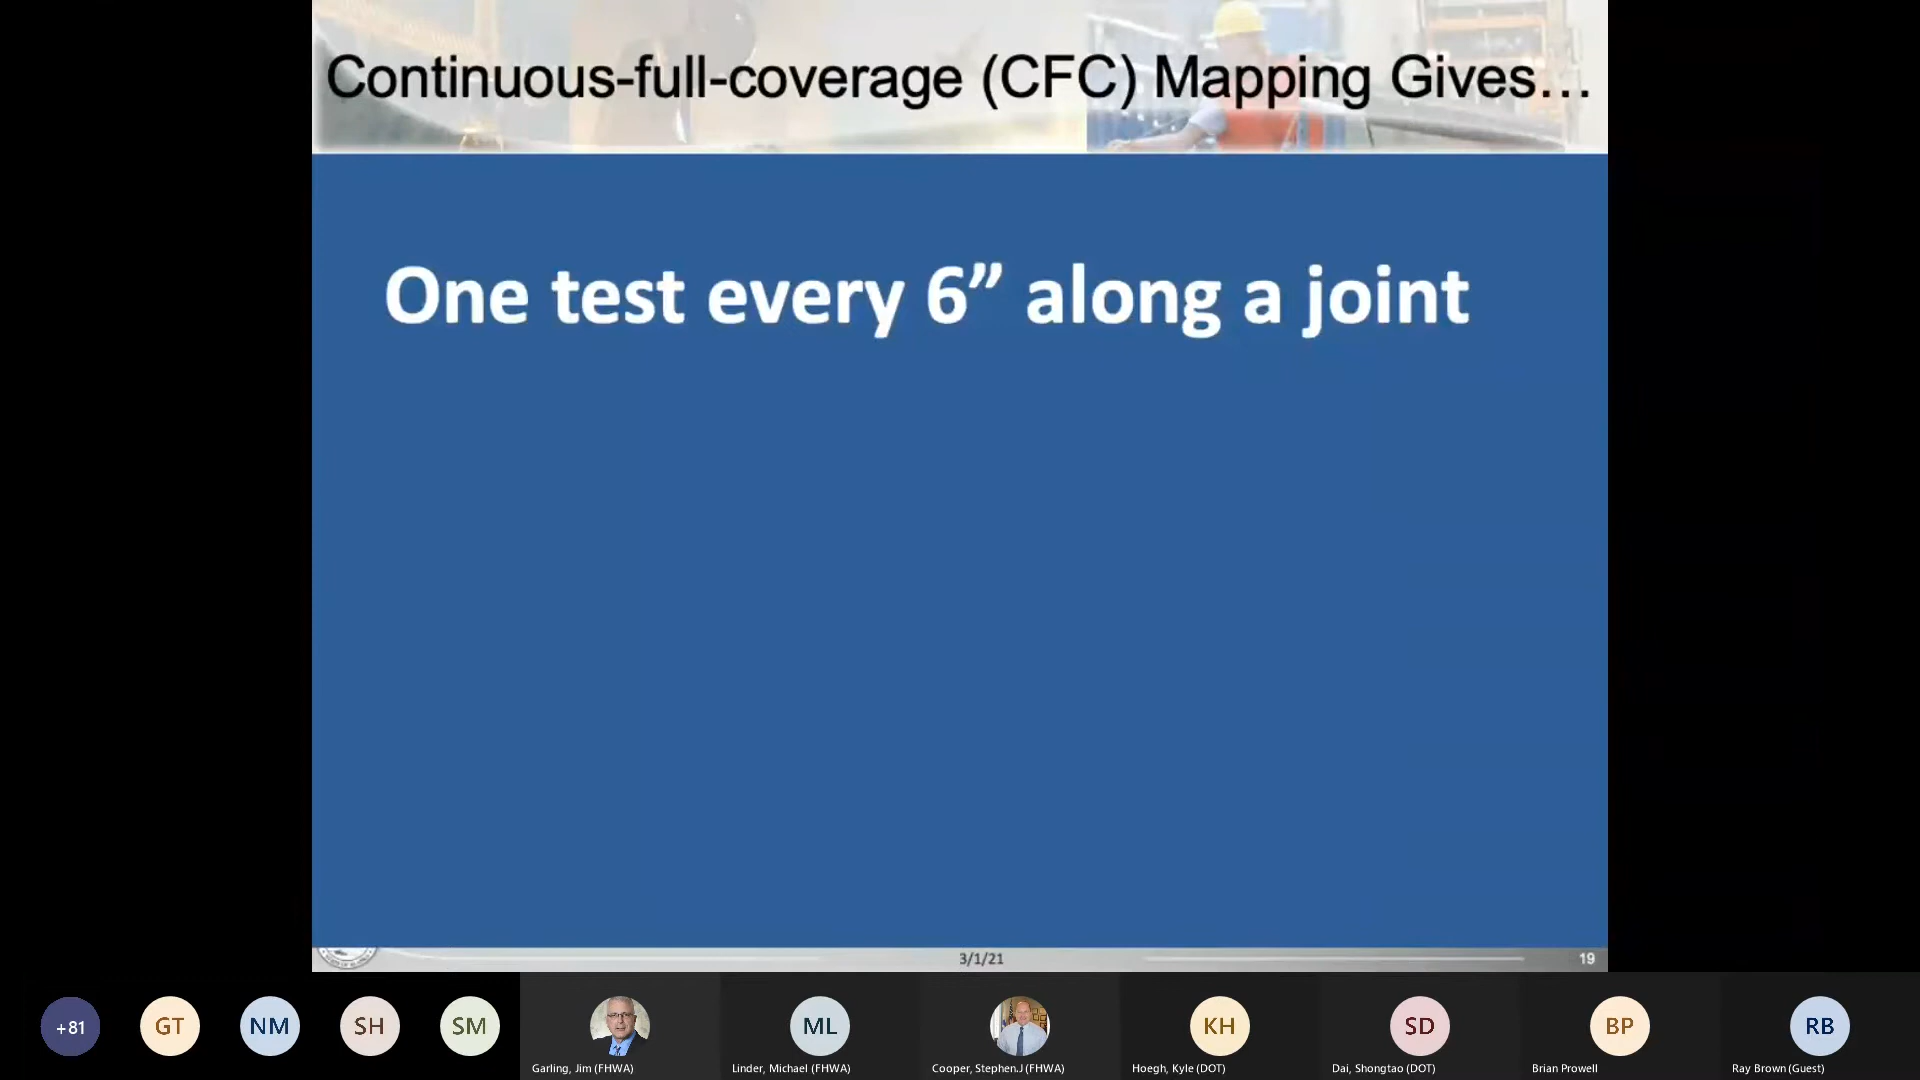 Continuous-full-coverage (CFC) Mapping Gives…
One test every 6” along a joint
3/1/21
19
+81
GT
NM
SH
SM
ML
KH
SD
BP
RB
Garling, Jim (FHWA)
Linder, Michael (FHWA)
Cooper, Stephen.J (FHWA)
Hoegh, Kyle (DOT)
Dai, Shongtao (DOT)
Brian Prowell
Ray Brown (Guest)